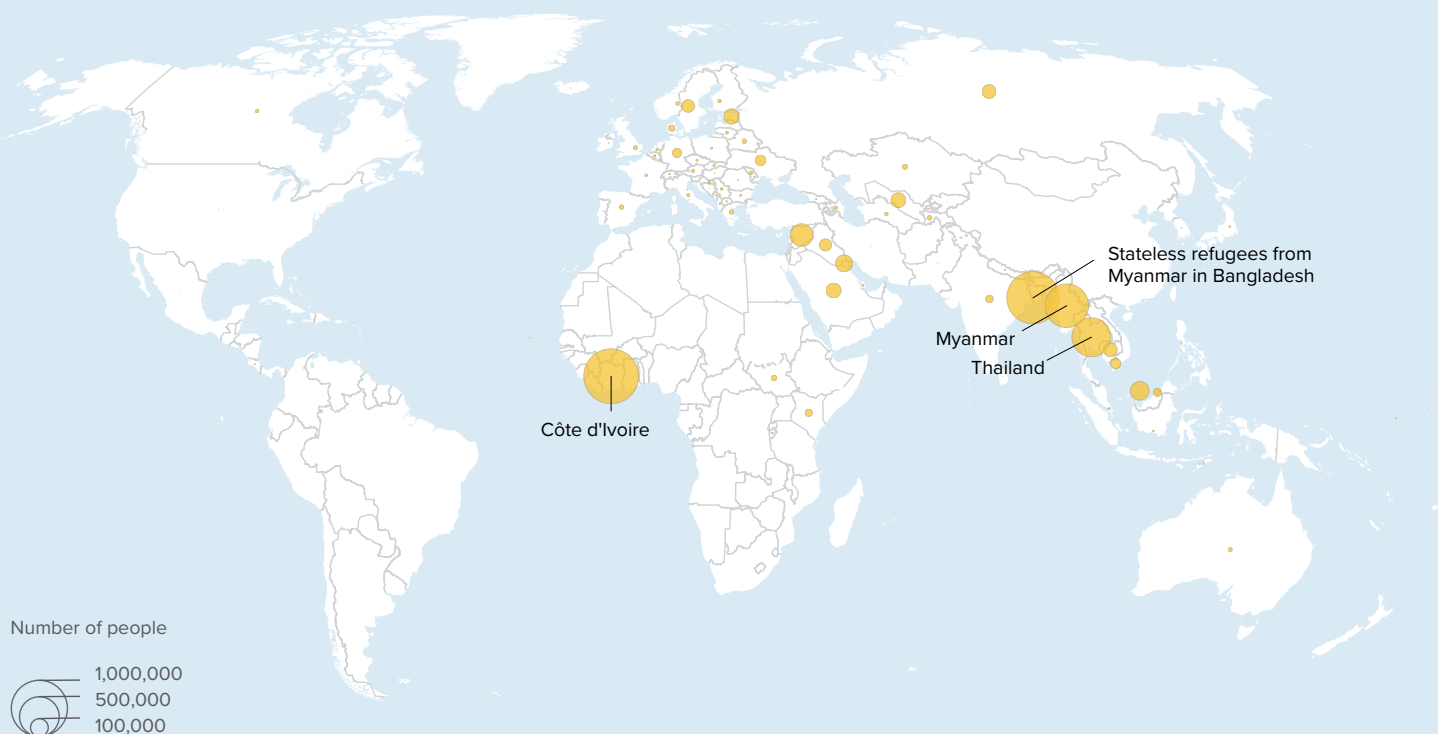 Stateless refugees from
Myanmar in Bangladesh
Myanmar
Thailand
Côte d'Ivoire
Number of people
1,000,000
500,000
100,000